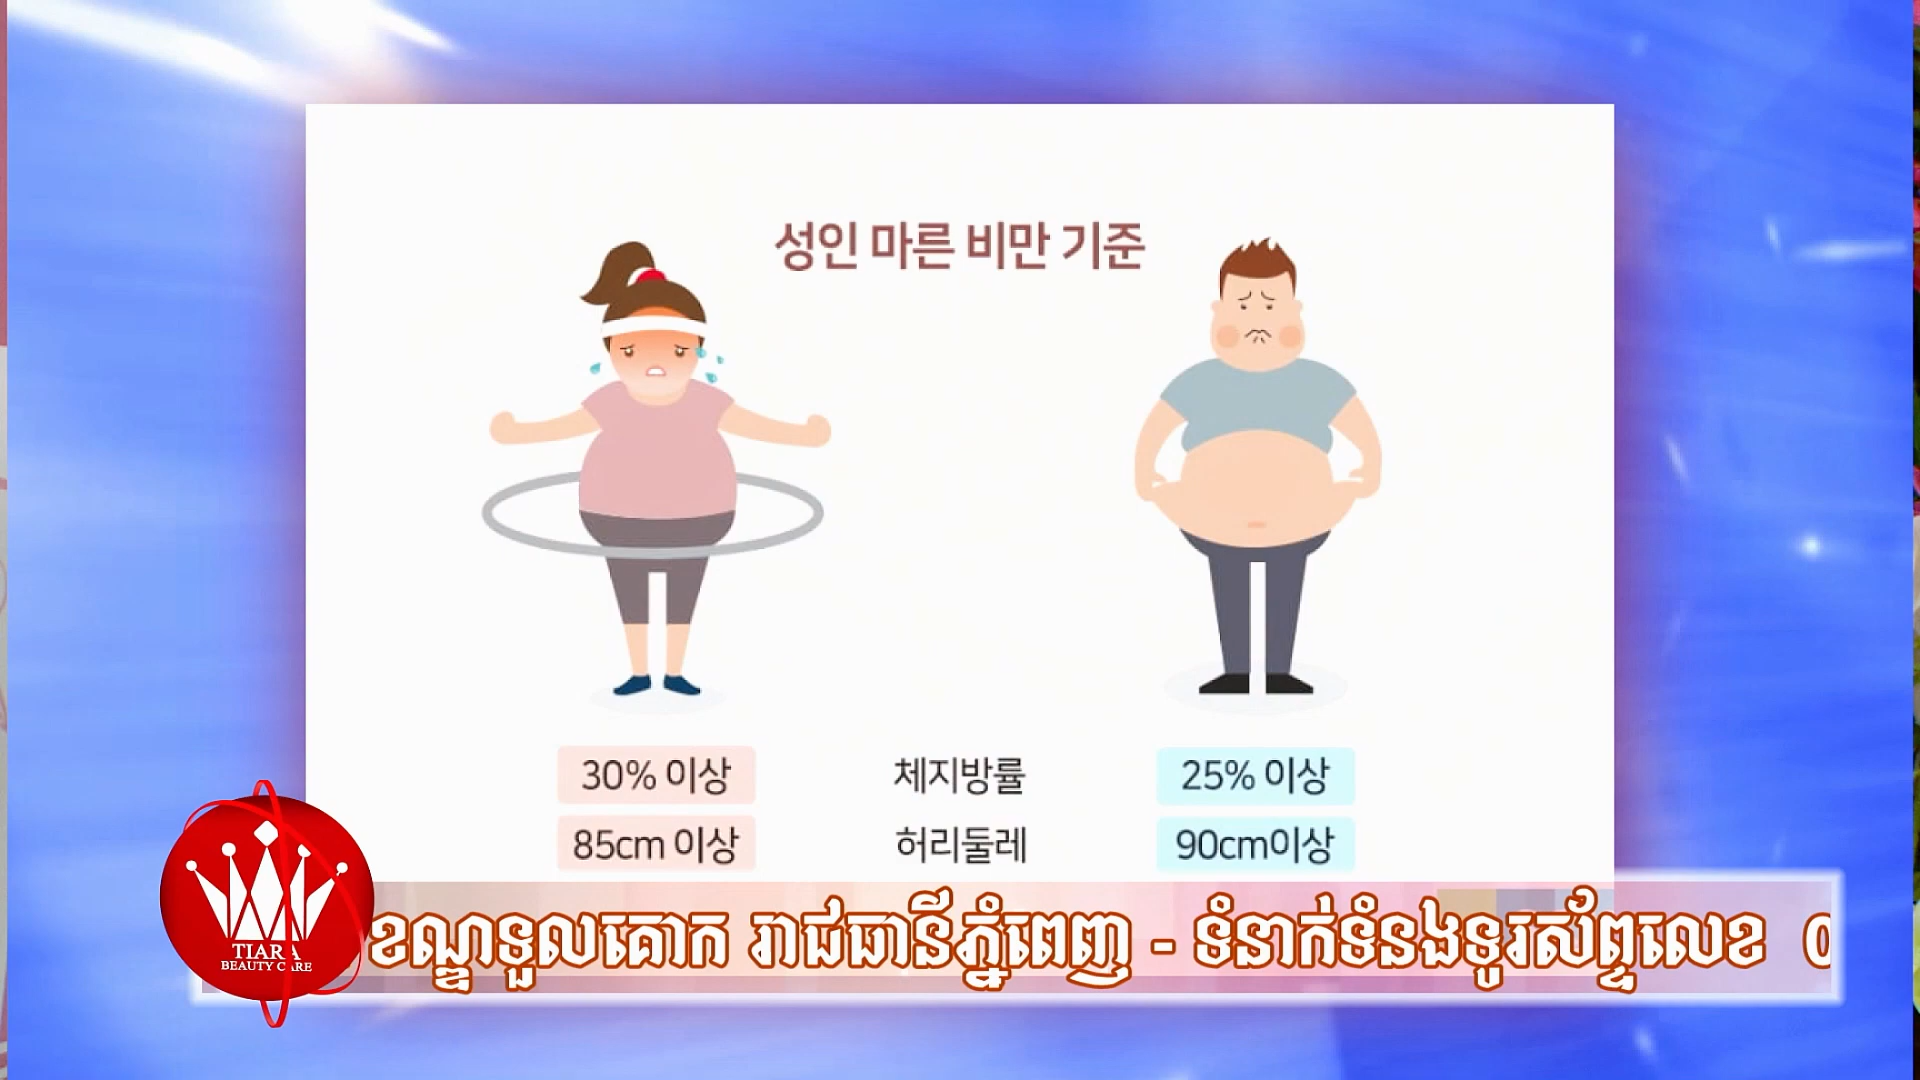 성인 마른 비만 기준
30% 이상 체지방률 25% 이상
85cm 이상 허리둘레 90cm이상
TIARA
BEAUTY CARE
ខណ្ឌទួលគោក រាជធានីភ្នំពេញ - ទំនាក់ទំនងទូរស័ព្ទលេខ 0